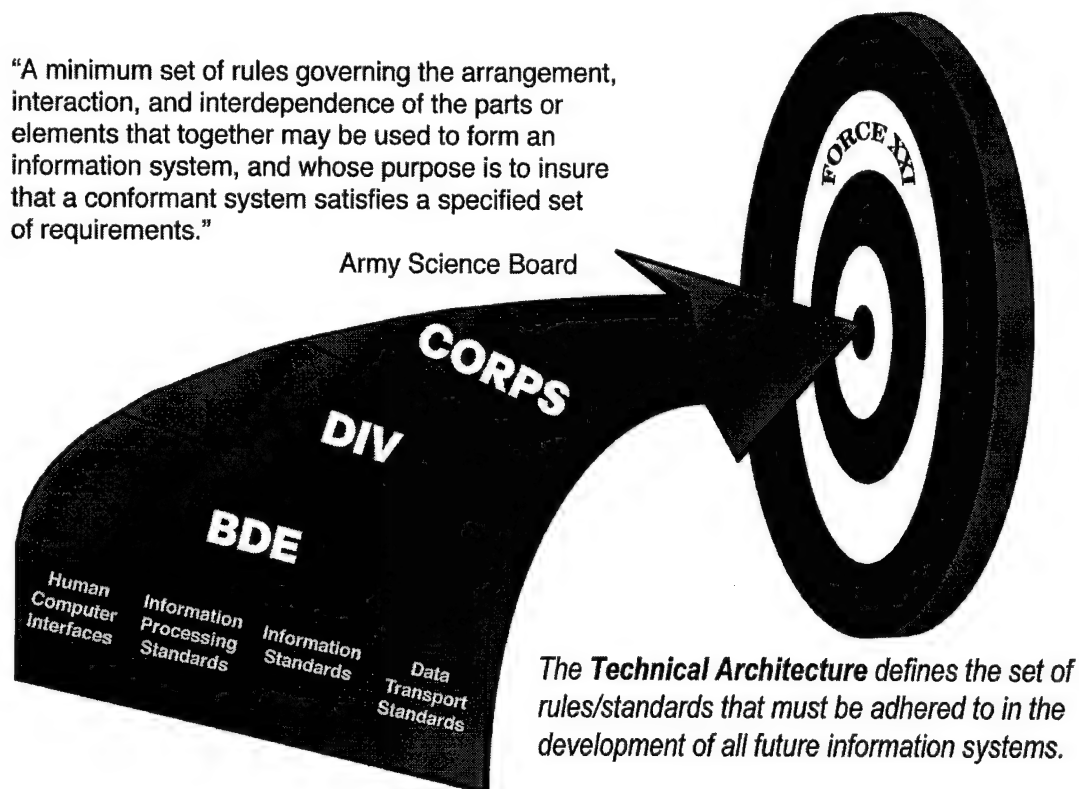 “A minimum set of rules governing the arrangement,
interaction, and interdependence of the parts or
elements that together may be used to form an
information system, and whose purpose is to insure
that a conformant system satisfies a specified set
of requirements.”
Army Science Board
FORCE XXI
CORPS
DIV
BDE
Human
Computer
Interfaces
Information
Processing
Standards
Information
Standards
Data
Transport
Standards
The Technical Architecture defines the set of
rules/standards that must be adhered to in the
development of all future information systems.